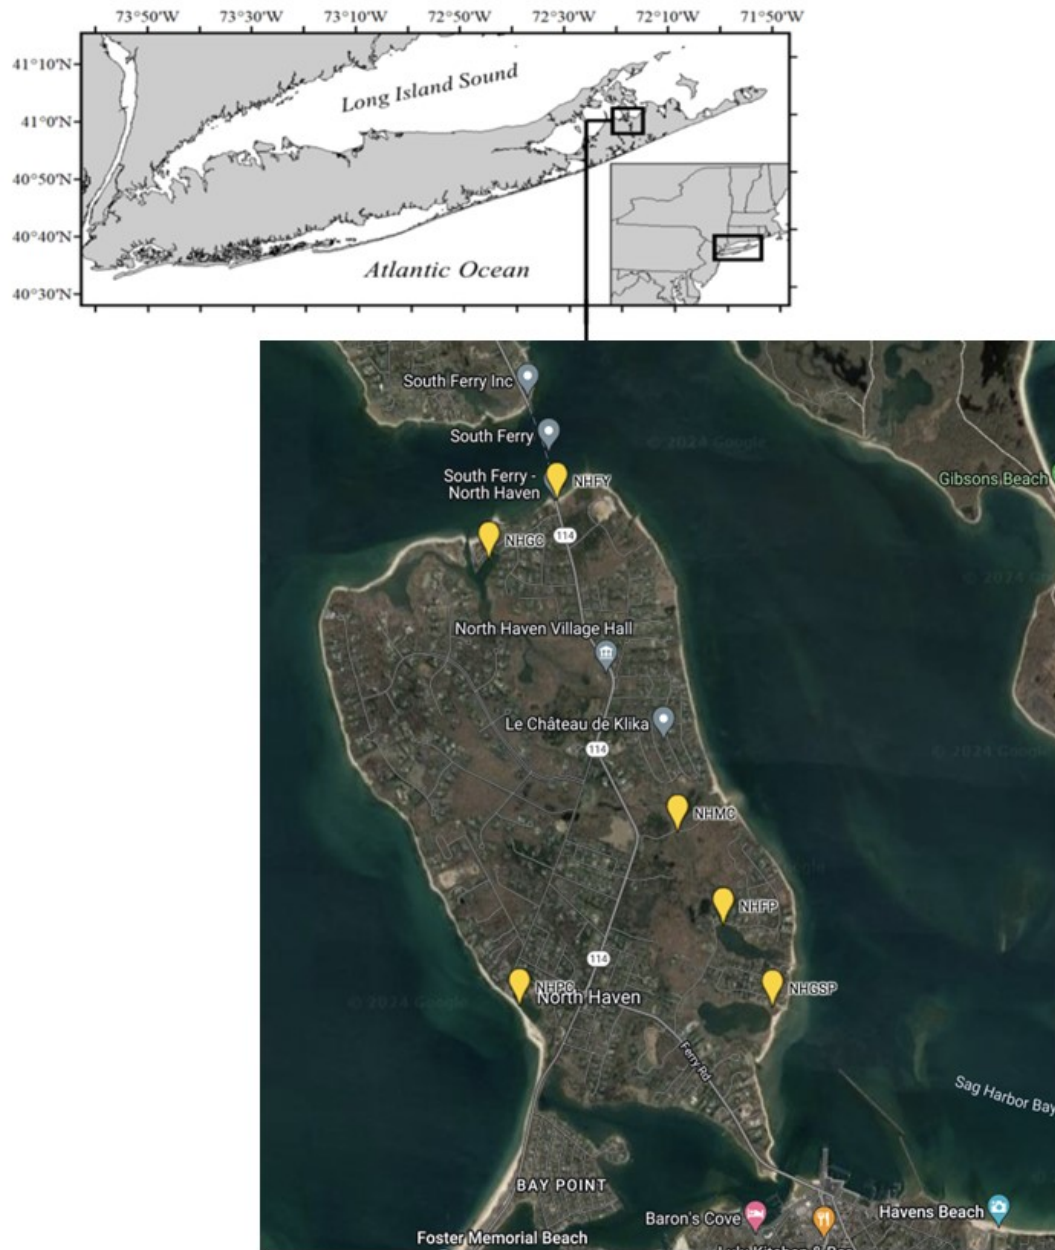 73°50'W 73°30'W 73°10'W 72°50'W 72°30'W 72°10'W 71°50'W
41°10'N
41°0'N
40°50'N
40°40'N
40°30'N
Long Island Sound
Atlantic Ocean
South Ferry Inc
© 2024 Google
South Ferry
South Ferry -
North Haven
NHFY
Gibsons Beach
NHGC
114
© 2024 Goo
North Haven Village Hall
Le Château de Klika
114
© 2024 Google
NHMC
Google
NHFP
114
NHPC
North Haven
NHGSP
© 2024 Google
Ferry Rd
Sag Harbor Bay
BAY POINT
Baron's Cove
Havens Beach
Foster Memorial Beach